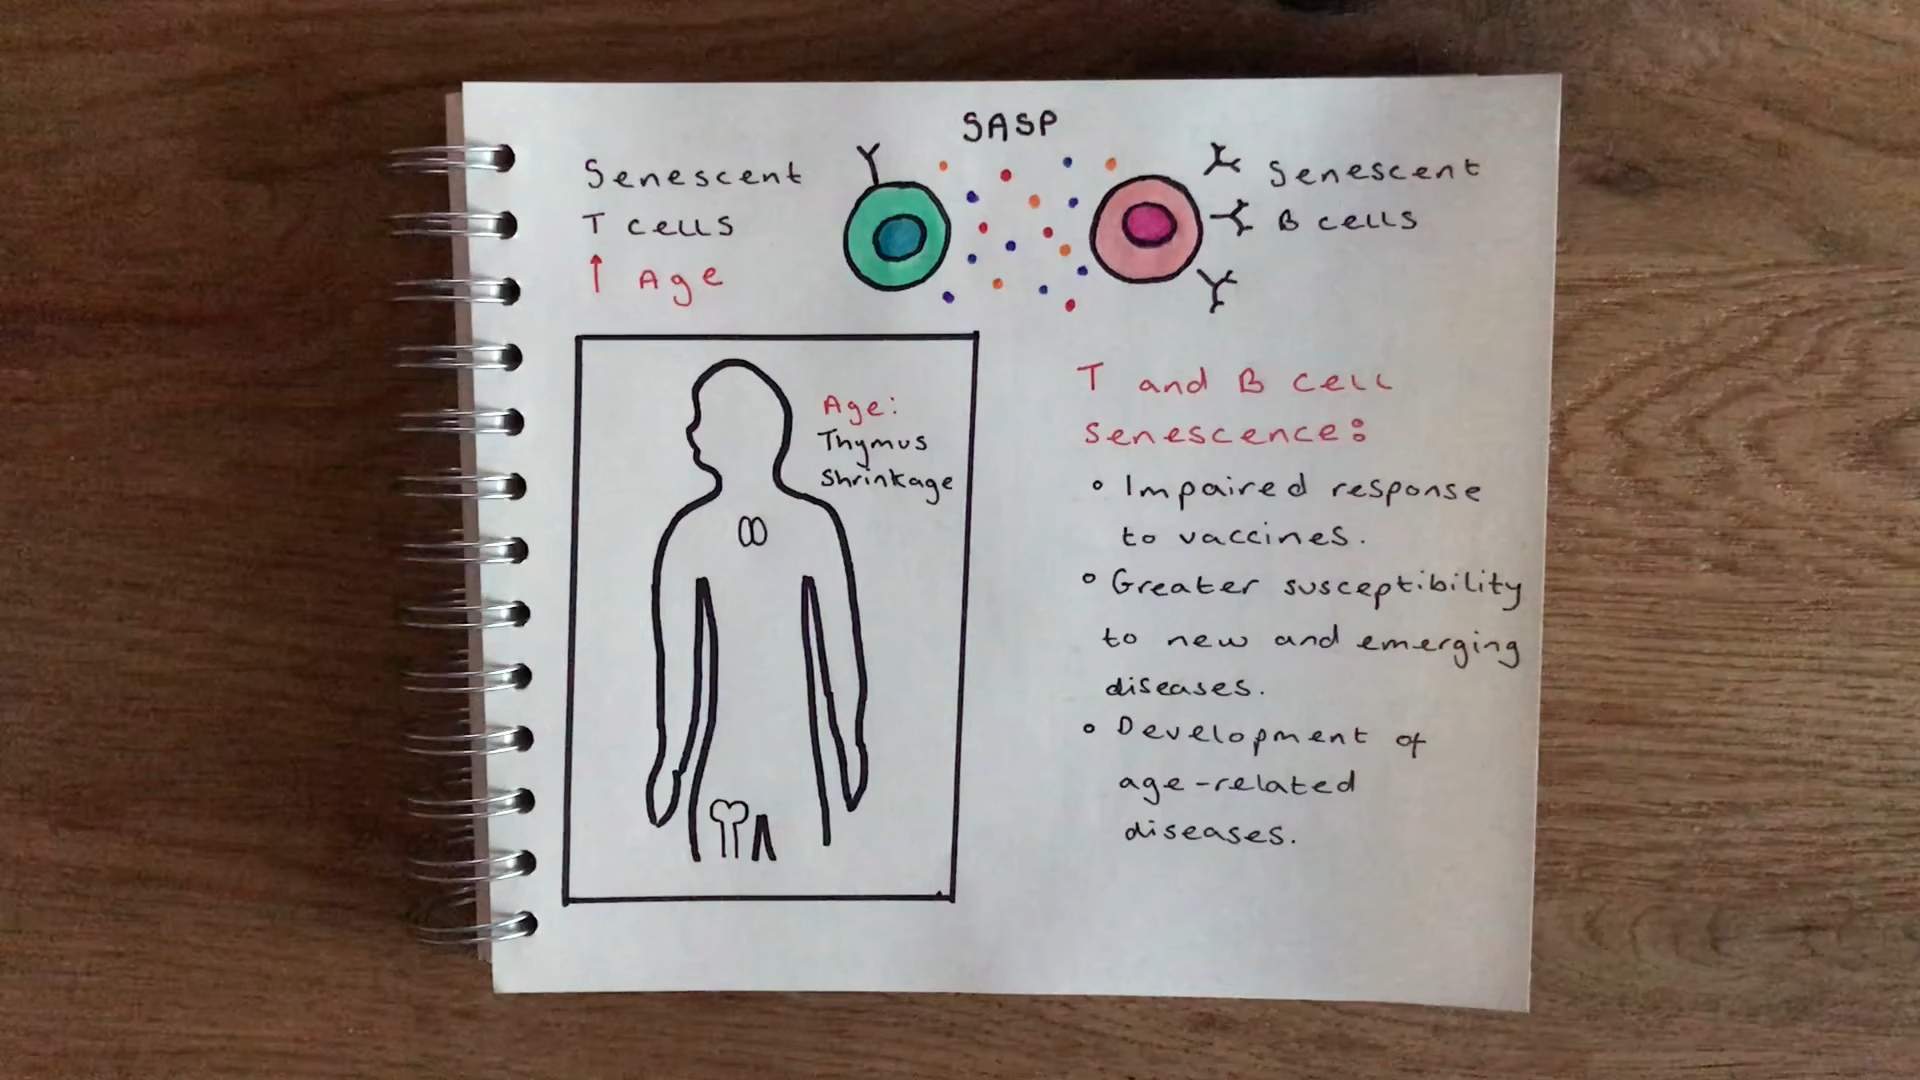 SASP
Senescent
T cells
↑ Age
Senescent
B cells
Age:
Thymus
Shrinkage
T and B cell
senescence:
• Impaired response
to vaccines.
• Greater susceptibility
to new and emerging
diseases.
• Development of
age-related
diseases.